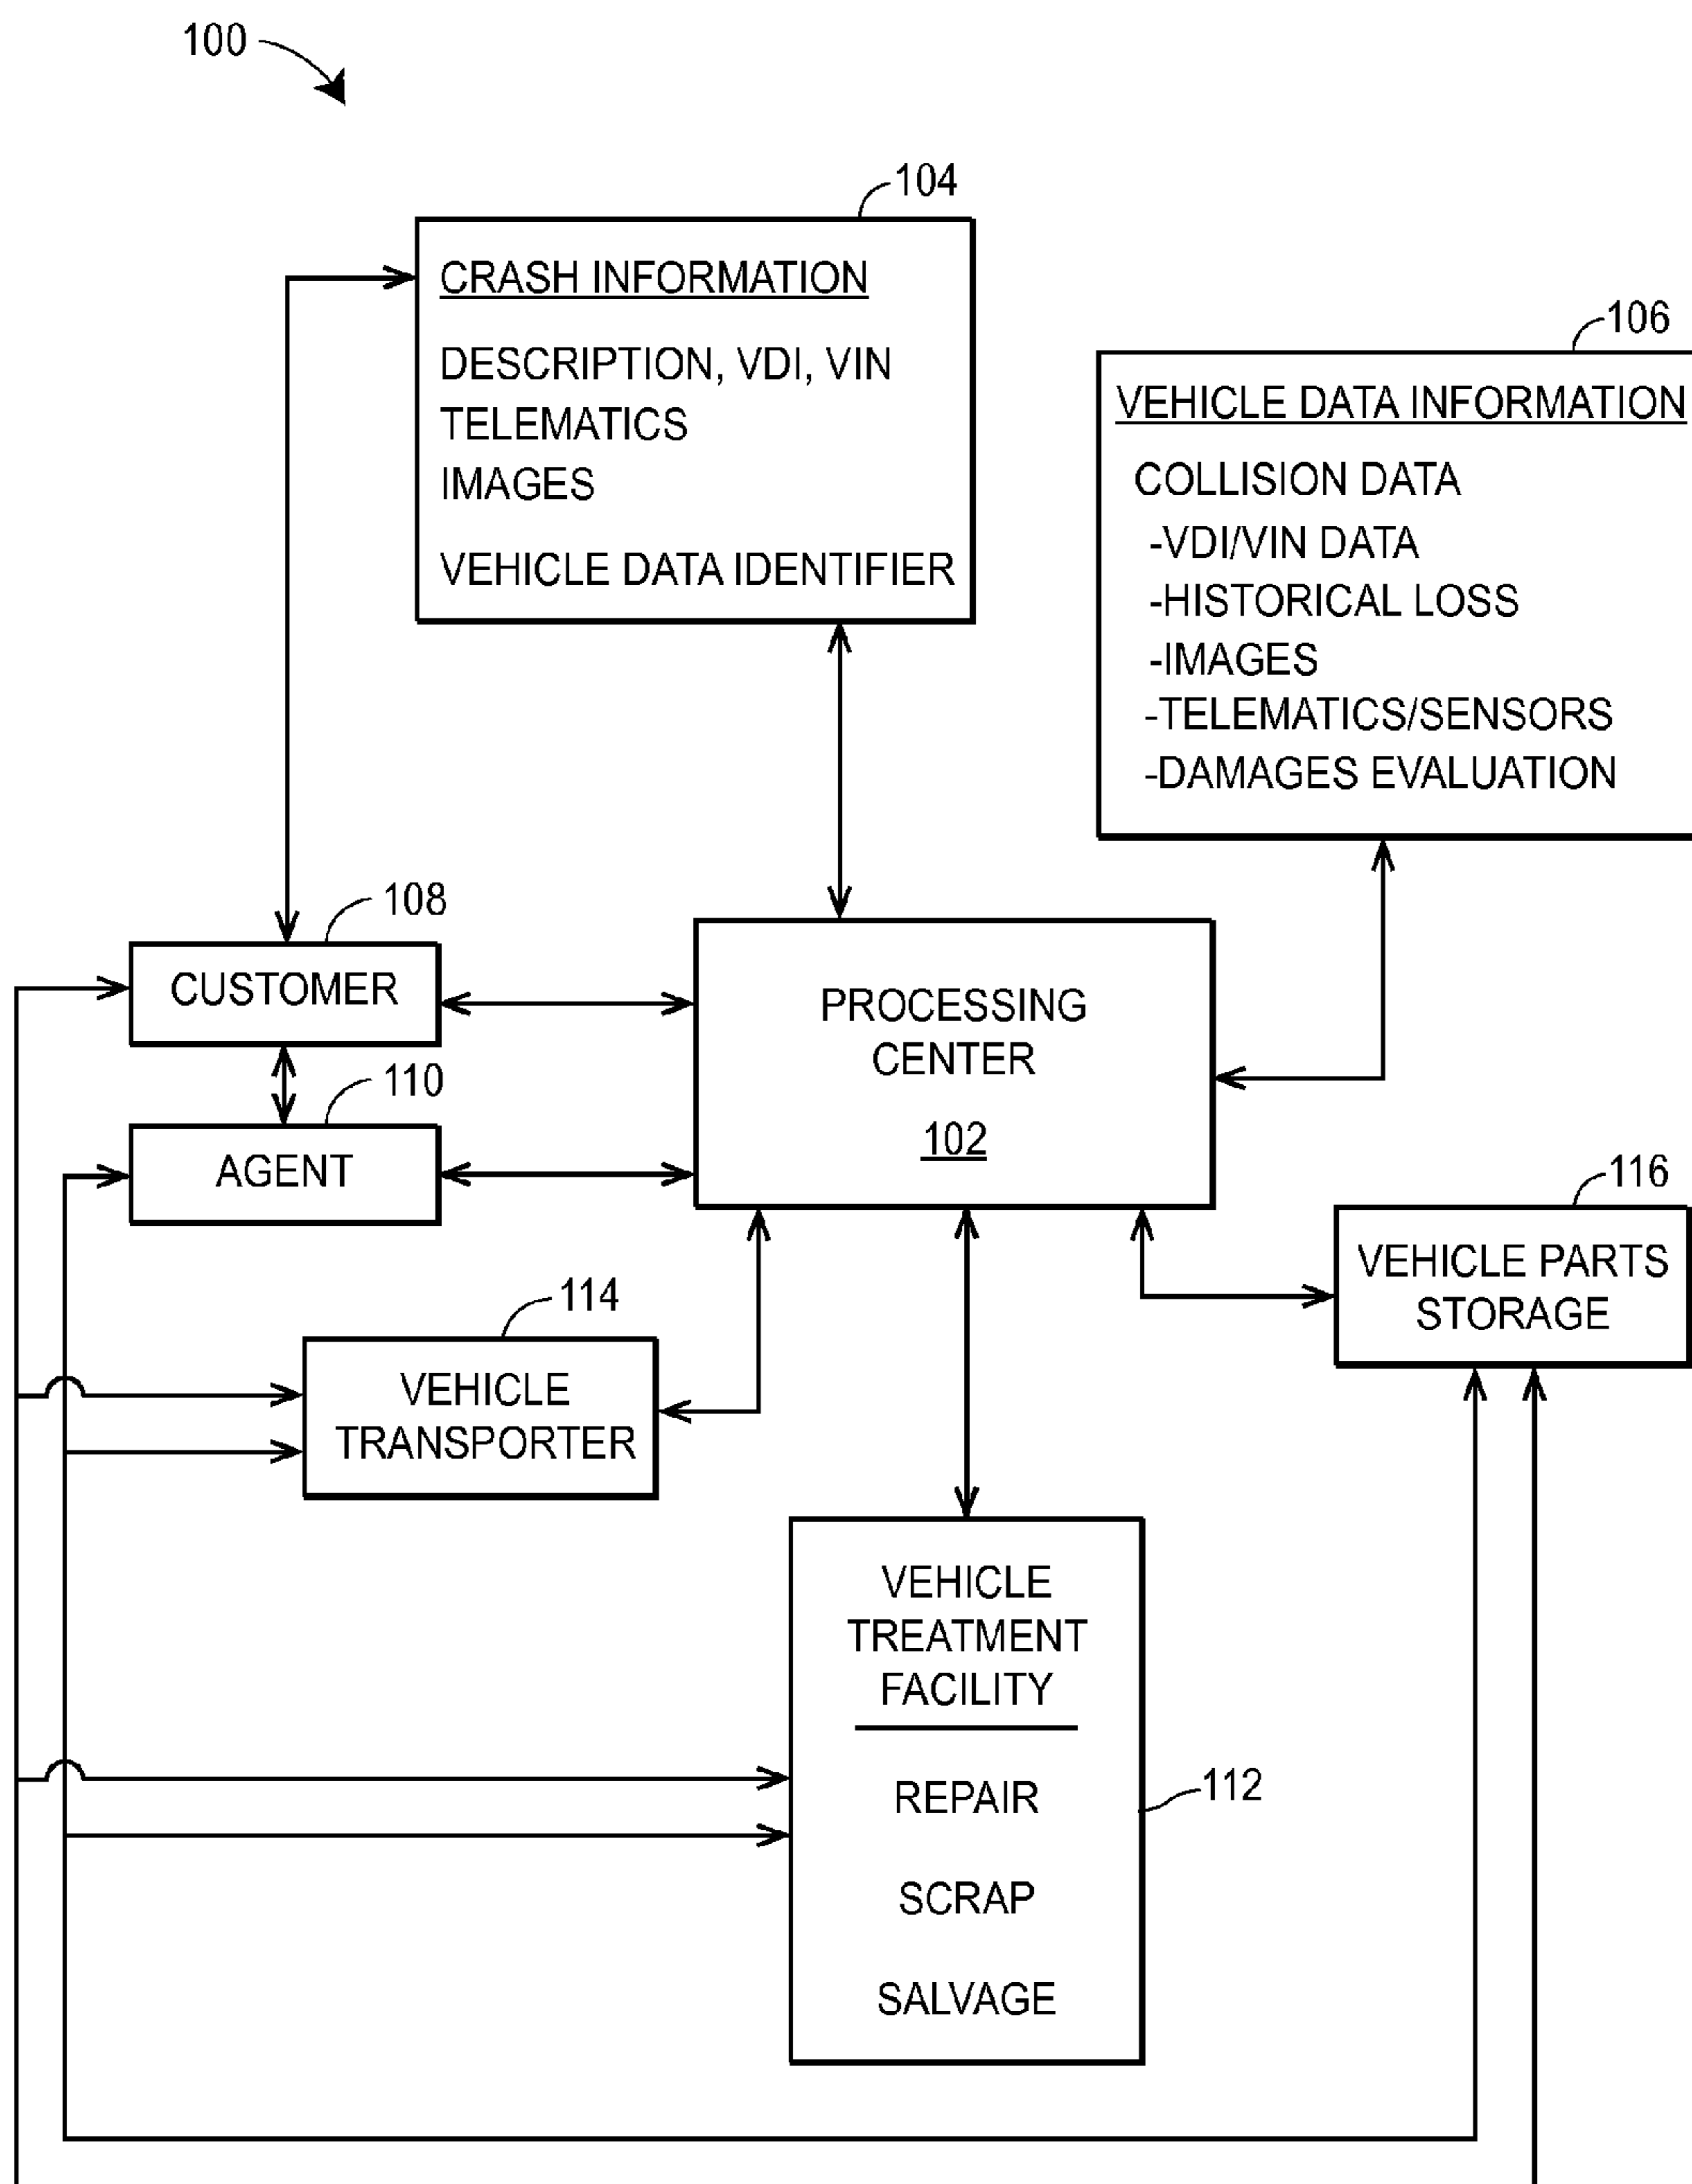 100
104
CRASH INFORMATION
DESCRIPTION, VDI, VIN
TELEMATICS
IMAGES
VEHICLE DATA IDENTIFIER
106
VEHICLE DATA INFORMATION
COLLISION DATA
-VDI/VIN DATA
-HISTORICAL LOSS
-IMAGES
-TELEMATICS/SENSORS
-DAMAGES EVALUATION
108
CUSTOMER
110
AGENT
PROCESSING
CENTER
102
116
VEHICLE PARTS
STORAGE
114
VEHICLE
TRANSPORTER
VEHICLE
TREATMENT
FACILITY
REPAIR
SCRAP
SALVAGE
112